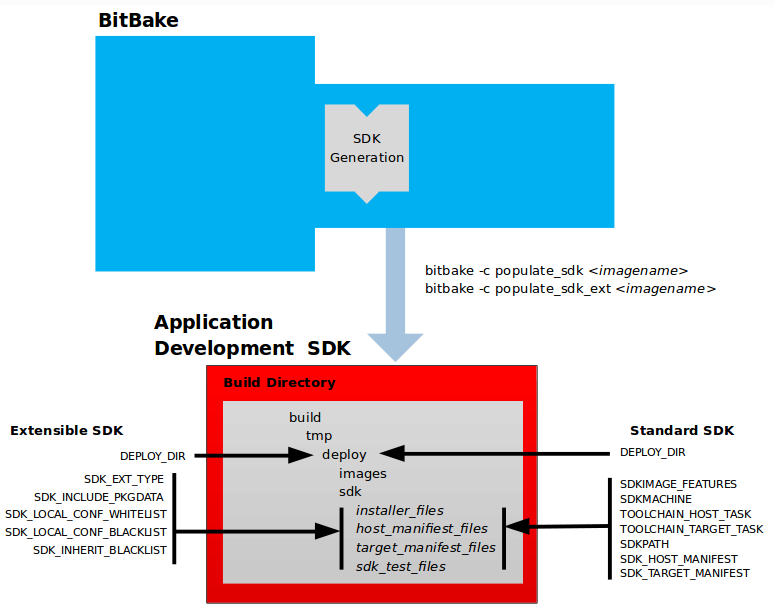 BitBake
SDK
Generation
bitbake -c populate_sdk <imagename>
bitbake -c populate_sdk_ext <imagename>
Application
Development SDK
Build Directory
build
tmp
deploy
images
sdk
installer_files
host_manifiest_files
target_manifest_files
sdk_test_files
Extensible SDK
DEPLOY_DIR
SDK_EXT_TYPE
SDK_INCLUDE_PKGDATA
SDK_LOCAL_CONF_WHITELIST
SDK_LOCAL_CONF_BLACKLIST
SDK_INHERIT_BLACKLIST
Standard SDK
DEPLOY_DIR
SDKIMAGE_FEATURES
SDKMACHINE
TOOLCHAIN_HOST_TASK
TOOLCHAIN_TARGET_TASK
SDKPATH
SDK_HOST_MANIFEST
SDK_TARGET_MANIFEST